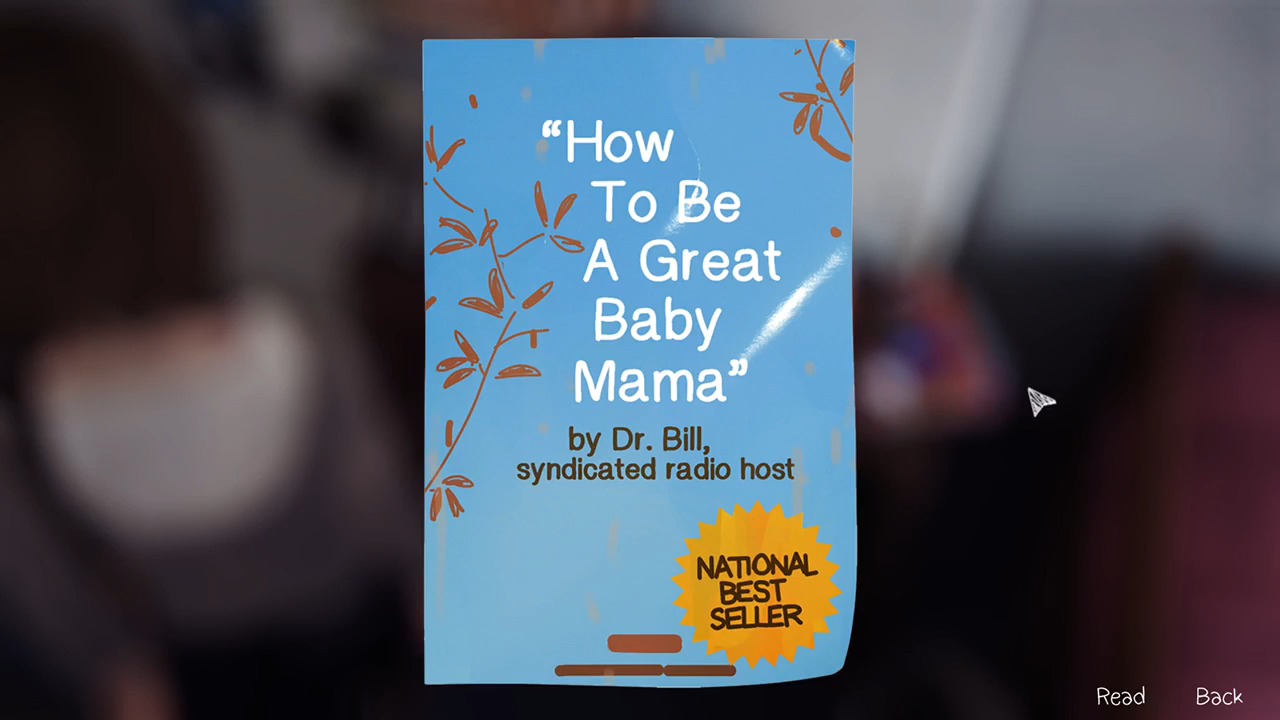 “How
To Be
A Great
Baby
Mama”
by Dr. Bill,
syndicated radio host
NATIONAL
BEST
SELLER
Read Back